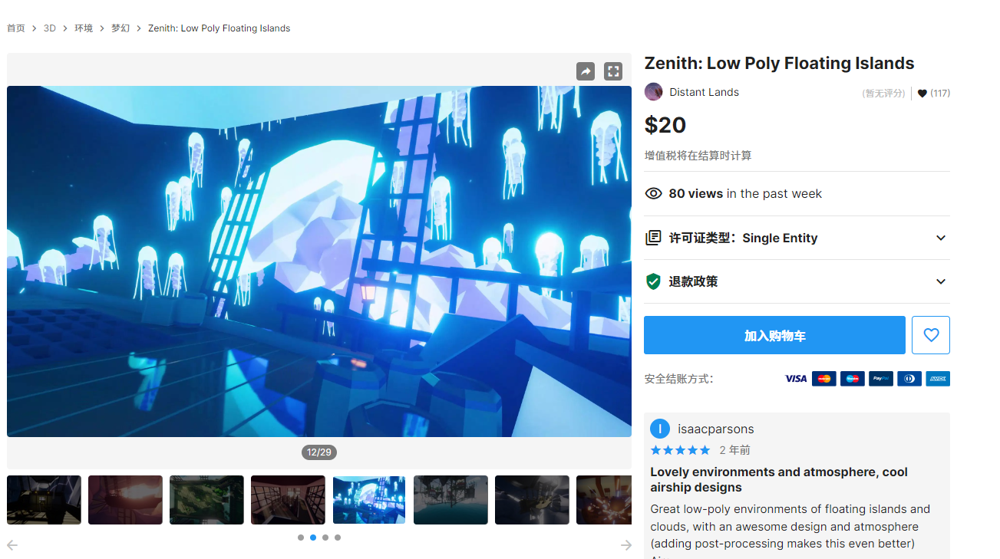 首页 > 3D > 环境 > 梦幻 > Zenith: Low Poly Floating Islands
Zenith: Low Poly Floating Islands
Distant Lands
(暂无评分) (117)
$20
增值税将在结算时计算
80 views in the past week
许可证类型：Single Entity
退款政策
加入购物车
安全结账方式：
VISA
PayPal
AMEX
12/29
I isaacparsons
2 年前
Lovely environments and atmosphere, cool
airship designs
Great low-poly environments of floating islands and
clouds, with an awesome design and atmosphere
(adding post-processing makes this even better)